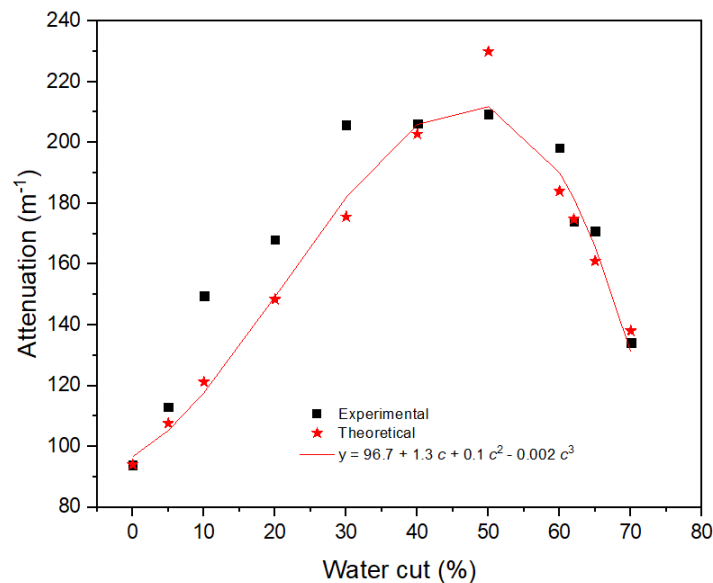 240
220
200
180
160
140
120
100
80
Attenuation (m⁻¹)
Experimental
Theoretical
y = 96.7 + 1.3 c + 0.1 c² - 0.002 c³
0 10 20 30 40 50 60 70 80
Water cut (%)